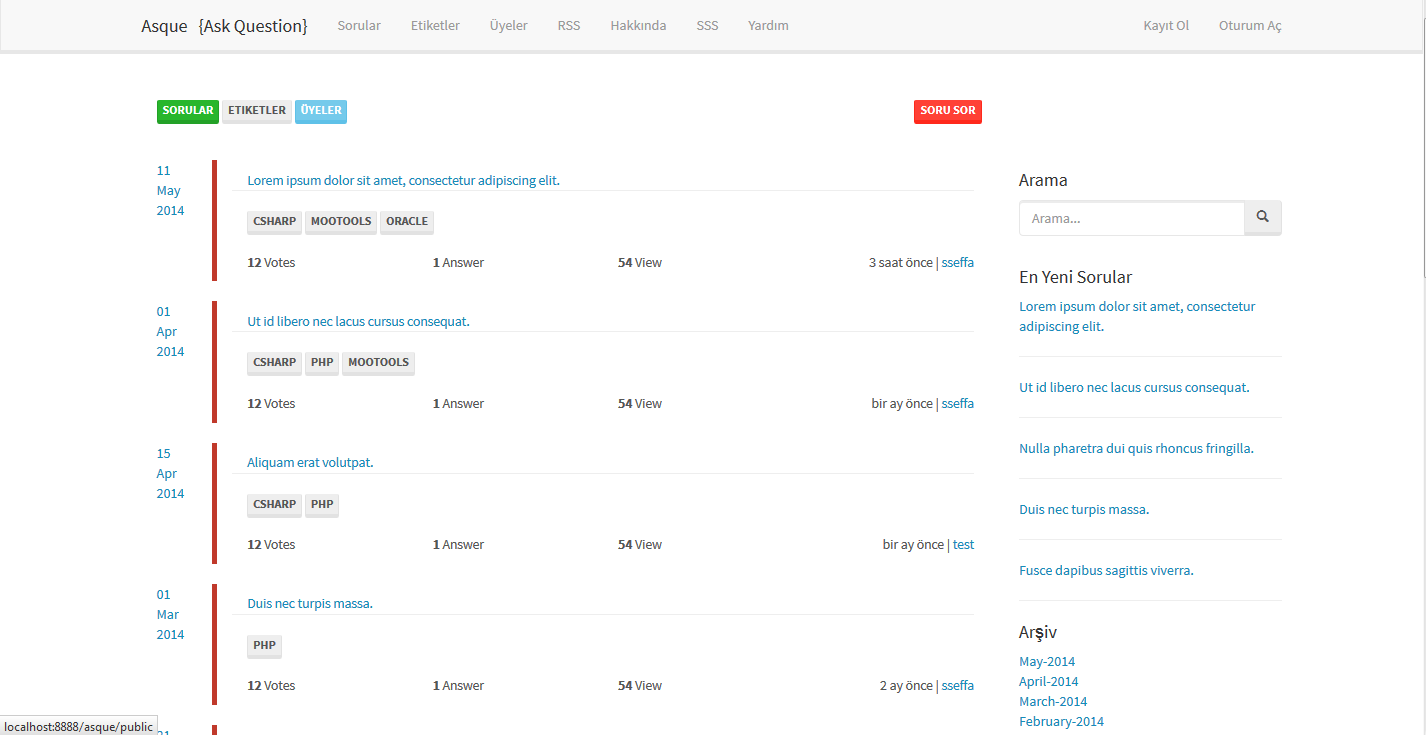 Asque {Ask Question} Sorular Etiketler Üyeler RSS Hakkında SSS Yardım Kayıt Ol Oturum Aç
SORULAR ETIKETLER ÜYELER SORU SOR
11
May
2014
Lorem ipsum dolor sit amet, consectetur adipiscing elit.
CSHARP MOOTOOLS ORACLE
12 Votes 1 Answer 54 View 3 saat önce | sseffa
01
Apr
2014
Ut id libero nec lacus cursus consequat.
CSHARP PHP MOOTOOLS
12 Votes 1 Answer 54 View bir ay önce | sseffa
15
Apr
2014
Aliquam erat volutpat.
CSHARP PHP
12 Votes 1 Answer 54 View bir ay önce | test
01
Mar
2014
Duis nec turpis massa.
PHP
12 Votes 1 Answer 54 View 2 ay önce | sseffa
Arama
Arama...
En Yeni Sorular
Lorem ipsum dolor sit amet, consectetur
adipiscing elit.
Ut id libero nec lacus cursus consequat.
Nulla pharetra dui quis rhoncus fringilla.
Duis nec turpis massa.
Fusce dapibus sagittis viverra.
Arşiv
May-2014
April-2014
March-2014
February-2014
localhost:8888/asque/public